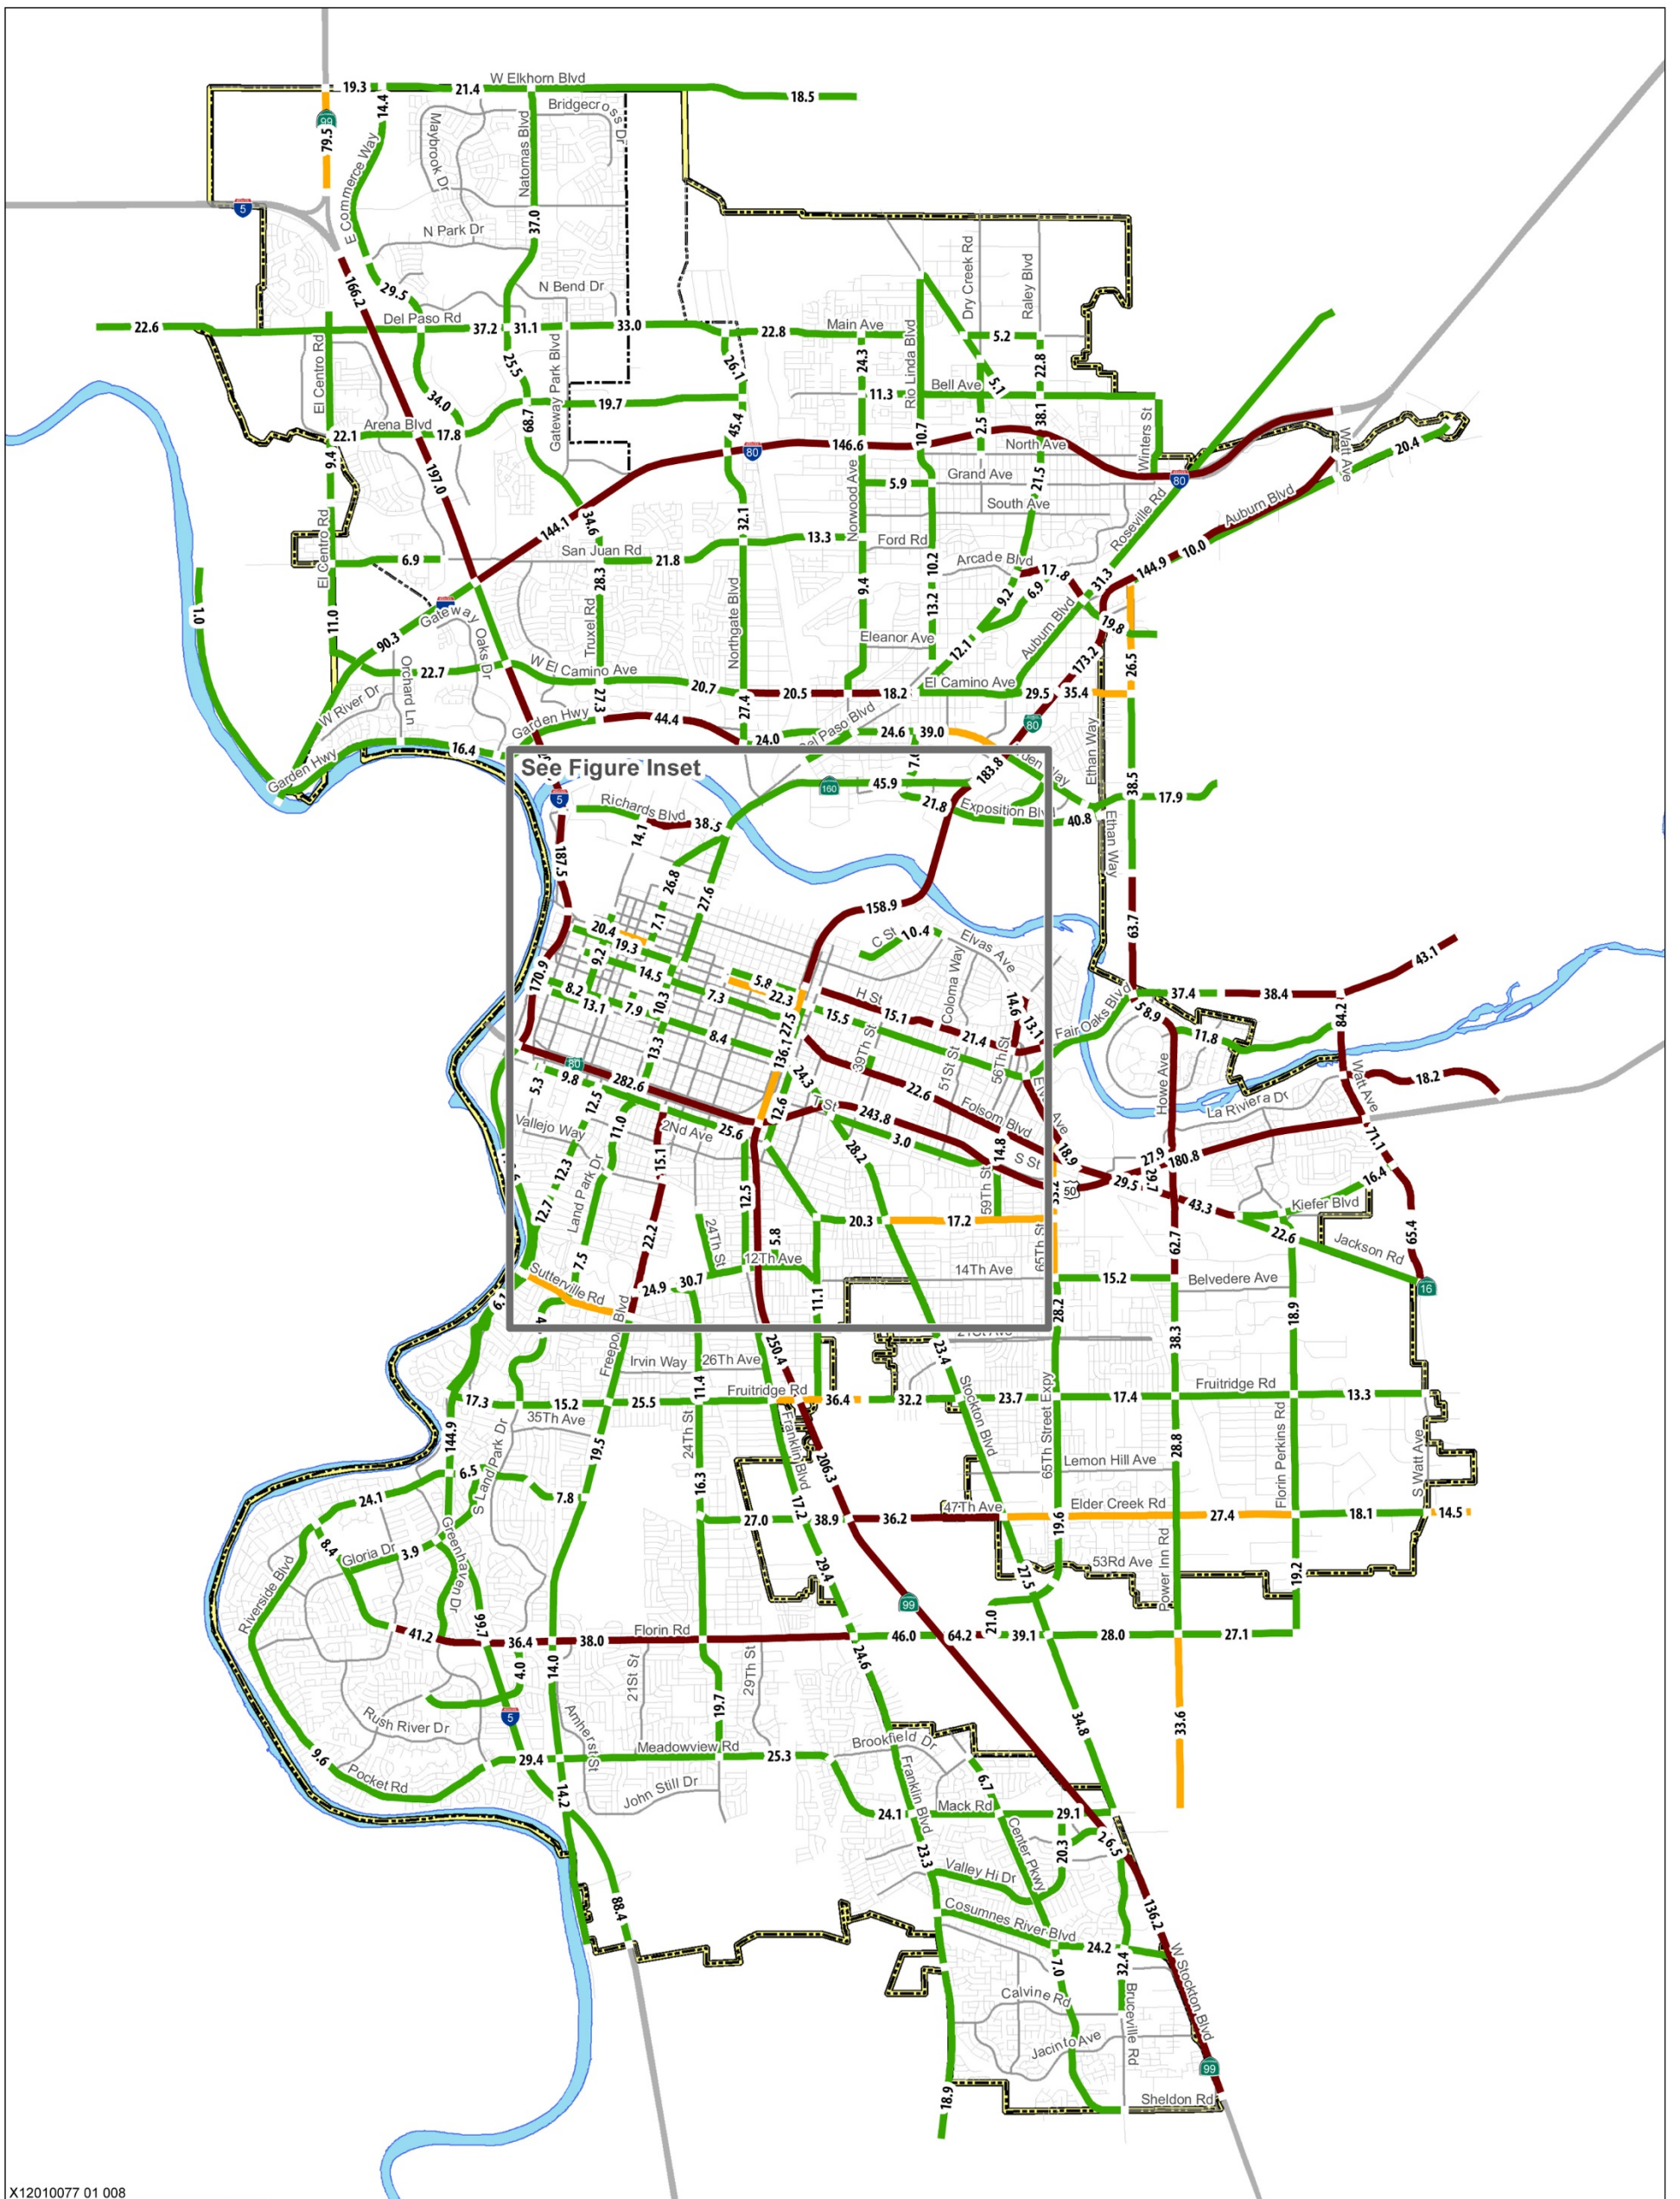 W Elkhorn Blvd
19.3
21.4
18.5
14.4
Bridgecross Dr
99
79.5
Maybrook Dr
Natomas Blvd
E Commerce Way
5
N Park Dr
37.0
Dry Creek Rd
Raley Blvd
166.2
29.5
N Bend Dr
Del Paso Rd
22.6
37.2
31.1
33.0
22.8
Main Ave
5.2
El Centro Rd
25.5
Gateway Park Blvd
26.1
24.3
Rio Linda Blvd
22.8
34.0
19.7
11.3
Bell Ave
5.1
38.1
22.1
Arena Blvd
17.8
68.7
45.4
10.7
2.5
Winters St
9.4
197.0
80
146.6
North Ave
Watt Ave
20.4
5.9
Grand Ave
80
Norwood Ave
21.5
South Ave
Auburn Blvd
El Centro Rd
144.1
34.6
32.1
13.3
Ford Rd
Roseville Rd
6.9
San Juan Rd
21.8
10.2
Arcade Blvd
17.8
144.9
10.0
1.0
11.0
Gateway Oaks Dr
28.3
Truxel Rd
Northgate Blvd
9.4
13.2
9.2
6.9
31.3
90.3
Eleanor Ave
12.1
Auburn Blvd
19.8
173.2
26.5
22.7
W El Camino Ave
Orchard Ln
W River Dr
20.7
20.5
18.2
El Camino Ave
29.5
35.4
27.3
27.4
Garden Hwy
44.4
24.0
Del Paso Blvd
24.6
39.0
80
Ethan Way
Garden Hwy
16.4
See Figure Inset
183.8
38.5
5
Richards Blvd
160
45.9
21.8
Exposition Blvd
40.8
17.9
14.1
38.5
Ethan Way
187.5
26.8
27.6
158.9
63.7
20.4
7.1
C St
10.4
Elvas Ave
43.1
19.3
9.2
14.5
170.9
5.8
22.3
Coloma Way
37.4
38.4
8.2
13.1
7.9
10.3
7.3
H St
15.1
14.6
13.1
Fair Oaks Blvd
58.9
84.2
8.4
27.5
15.5
21.4
11.8
13.3
136.1
39Th St
51St St
56Th St
Howe Ave
Watt Ave
80
282.6
24.3
22.6
18.2
5.3
9.8
12.5
12.6
T St
243.8
Folsom Blvd
La Riviera Dr
Vallejo Way
11.0
2Nd Ave
25.6
3.0
S St
18.9
27.9
180.8
71.1
12.3
15.1
28.2
14.8
29.5
29.7
16.4
50
12.7
Land Park Dr
12.5
59Th St
43.3
Kiefer Blvd
22.2
24Th St
5.8
20.3
17.2
65Th St
62.7
22.6
65.4
Jackson Rd
7.5
12Th Ave
14Th Ave
15.2
Belvedere Ave
Sutterville Rd
24.9
30.7
16
6.1
11.1
28.2
18.9
38.3
Irvin Way
26Th Ave
250.4
23.4
11.4
Fruitridge Rd
Fruitridge Rd
17.3
15.2
25.5
36.4
32.2
23.7
17.4
13.3
35Th Ave
144.9
S Land Park Dr
19.5
24Th St
Franklin Blvd
206.3
Stockton Blvd
65Th Street Expy
28.8
Florin Perkins Rd
S Watt Ave
Lemon Hill Ave
6.5
24.1
7.8
16.3
17.2
47Th Ave
Elder Creek Rd
27.0
38.9
36.2
27.4
18.1
14.5
8.4
Gloria Dr
3.9
Greenhaven Dr
19.6
Power Inn Rd
53Rd Ave
Riverside Blvd
29.4
27.5
19.2
99
99.7
21.0
41.2
36.4
38.0
Florin Rd
46.0
64.2
39.1
28.0
27.1
4.0
14.0
24.6
21St St
29Th St
19.7
5
Rush River Dr
Amherst St
34.8
33.6
9.6
29.4
Meadowview Rd
25.3
Brookfield Dr
Pocket Rd
14.2
John Still Dr
Franklin Blvd
6.7
24.1
Mack Rd
29.1
23.3
Center Pkwy
20.3
26.5
Valley Hi Dr
88.4
136.2
Cosumnes River Blvd
24.2
7.0
32.4
W Stockton Blvd
Calvine Rd
Bruceville Rd
Jacinto Ave
99
18.9
Sheldon Rd
X12010077 01 008